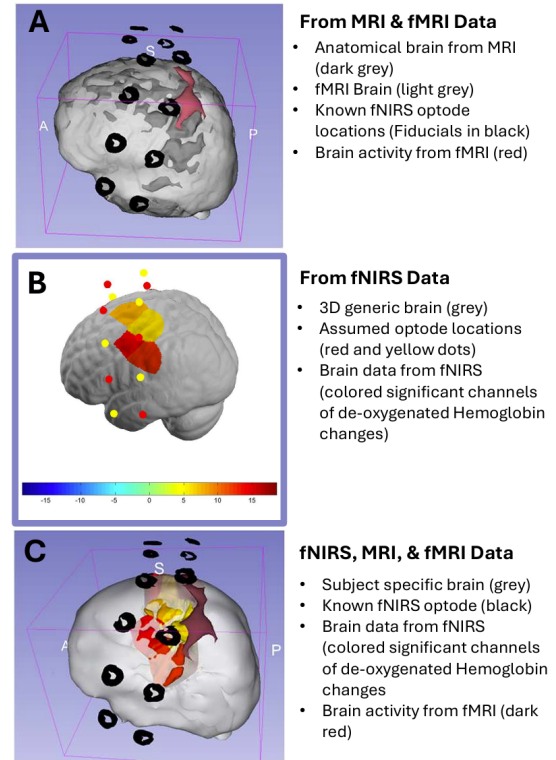 A
S
A
P
From MRI & fMRI Data
• Anatomical brain from MRI
(dark grey)
• fMRI Brain (light grey)
• Known fNIRS optode
locations (Fiducials in black)
• Brain activity from fMRI (red)
B
-15 -10 -5 0 5 10 15
From fNIRS Data
• 3D generic brain (grey)
• Assumed optode locations
(red and yellow dots)
• Brain data from fNIRS
(colored significant channels
of de-oxygenated Hemoglobin
changes)
C
S
A
P
fNIRS, MRI, & fMRI Data
• Subject specific brain (grey)
• Known fNIRS optode (black)
• Brain data from fNIRS
(colored significant channels
of de-oxygenated Hemoglobin
changes
• Brain activity from fMRI (dark
red)